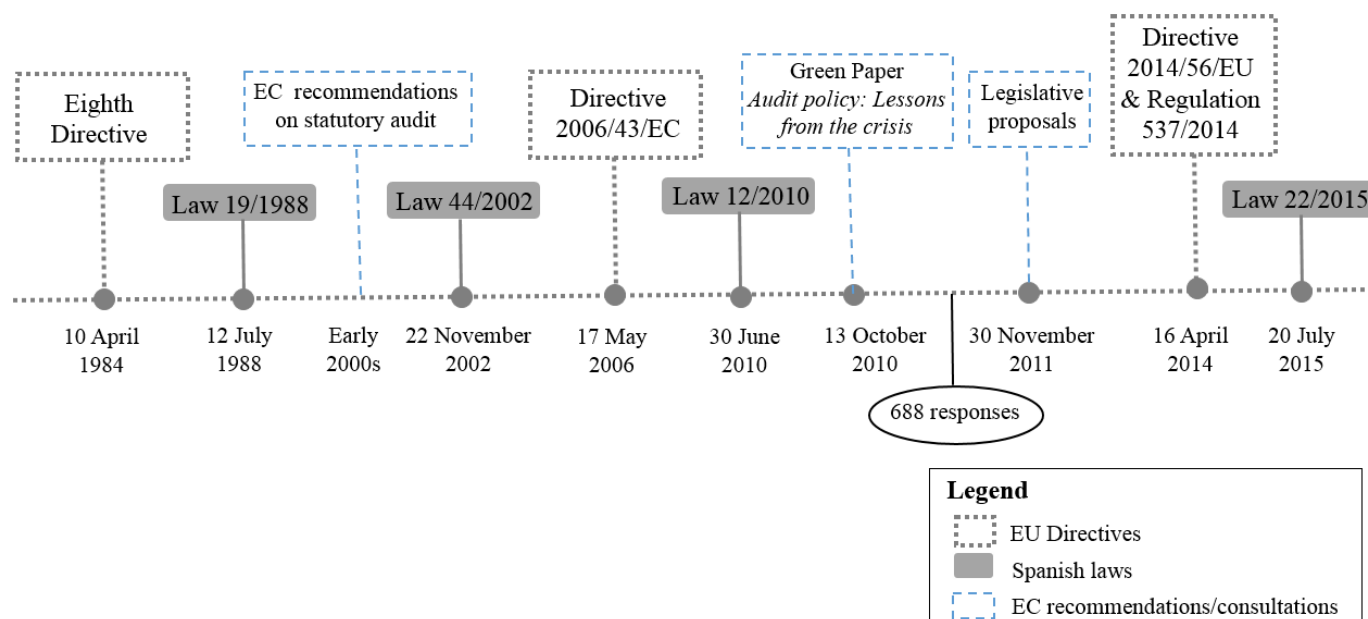 Eighth
Directive
EC recommendations
on statutory audit
Directive
2006/43/EC
Green Paper
Audit policy: Lessons
from the crisis
Legislative
proposals
Directive
2014/56/EU
& Regulation
537/2014
Law 19/1988
Law 44/2002
Law 12/2010
Law 22/2015
10 April
1984
12 July
1988
Early
2000s
22 November
2002
17 May
2006
30 June
2010
13 October
2010
30 November
2011
16 April
2014
20 July
2015
688 responses
Legend
EU Directives
Spanish laws
EC recommendations/consultations